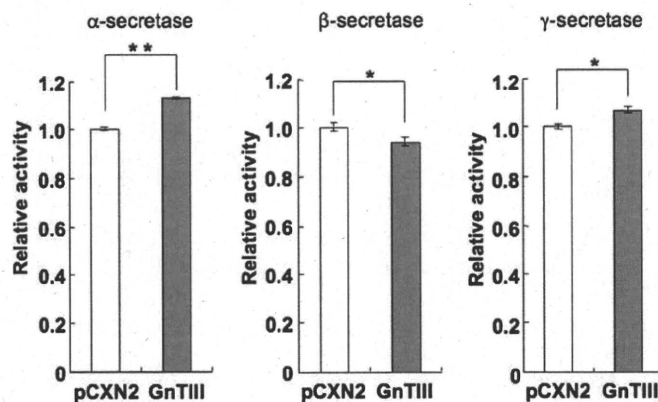 α-secretase
**
Relative activity
1.2
1.0
0.8
0.6
0.4
0.2
0
pCXN2 GnTIII
β-secretase
*
Relative activity
1.2
1.0
0.8
0.6
0.4
0.2
0
pCXN2 GnTIII
γ-secretase
*
Relative activity
1.2
1.0
0.8
0.6
0.4
0.2
0
pCXN2 GnTIII